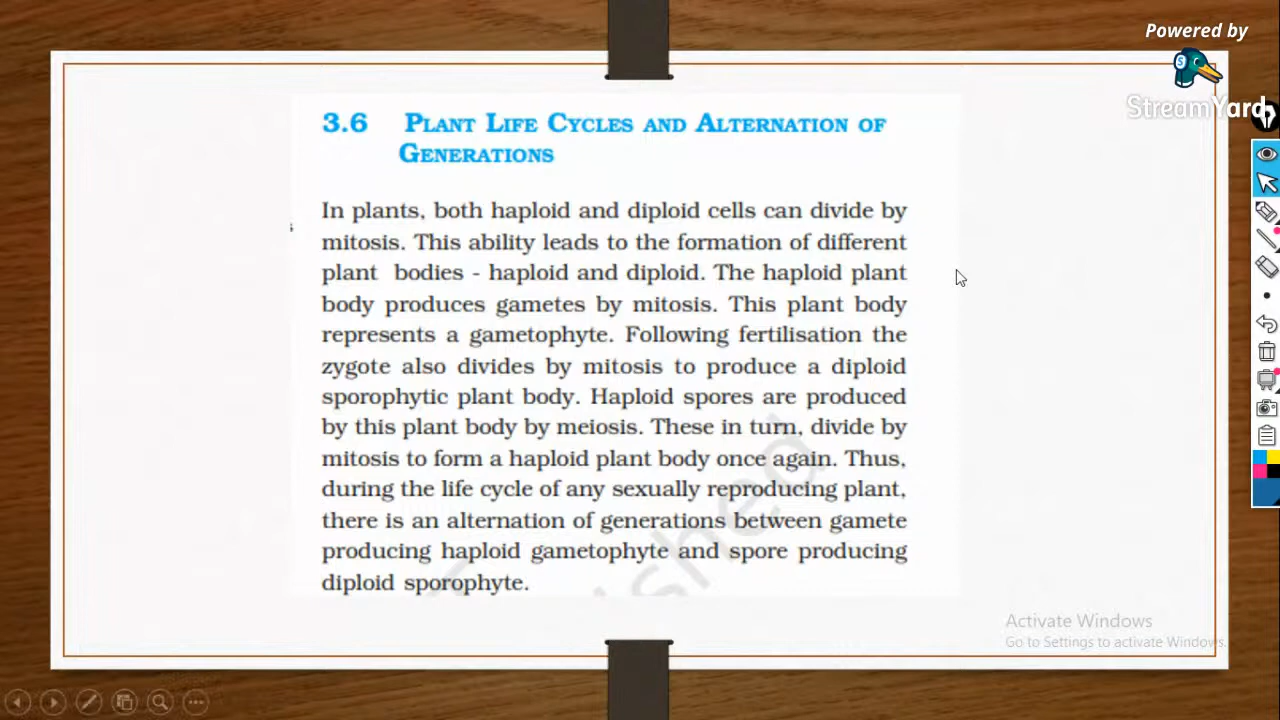 Powered by
StreamYard
3.6 PLANT LIFE CYCLES AND ALTERNATION OF
GENERATIONS
In plants, both haploid and diploid cells can divide by
mitosis. This ability leads to the formation of different
plant bodies - haploid and diploid. The haploid plant
body produces gametes by mitosis. This plant body
represents a gametophyte. Following fertilisation the
zygote also divides by mitosis to produce a diploid
sporophytic plant body. Haploid spores are produced
by this plant body by meiosis. These in turn, divide by
mitosis to form a haploid plant body once again. Thus,
during the life cycle of any sexually reproducing plant,
there is an alternation of generations between gamete
producing haploid gametophyte and spore producing
diploid sporophyte.
Activate Windows
Go to Settings to activate Windows.